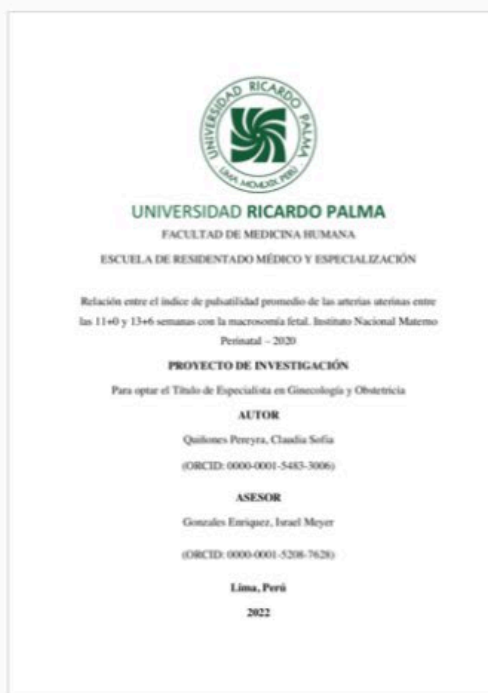 UNIVERSIDAD RICARDO PALMA
LIMA, MCMLXIX, PERÚ
UNIVERSIDAD RICARDO PALMA
FACULTAD DE MEDICINA HUMANA
ESCUELA DE RESIDENTADO MÉDICO Y ESPECIALIZACIÓN
Relación entre el índice de pulsatilidad promedio de las arterias uterinas entre
las 11+0 y 13+6 semanas con la macrosomía fetal. Instituto Nacional Materno
Perinatal – 2020
PROYECTO DE INVESTIGACIÓN
Para optar el Título de Especialista en Ginecología y Obstetricia
AUTOR
Quiñones Pereyra, Claudia Sofia
(ORCID: 0000-0001-5483-3006)
ASESOR
Gonzales Enriquez, Israel Meyer
(ORCID: 0000-0001-5208-7628)
Lima, Perú
2022